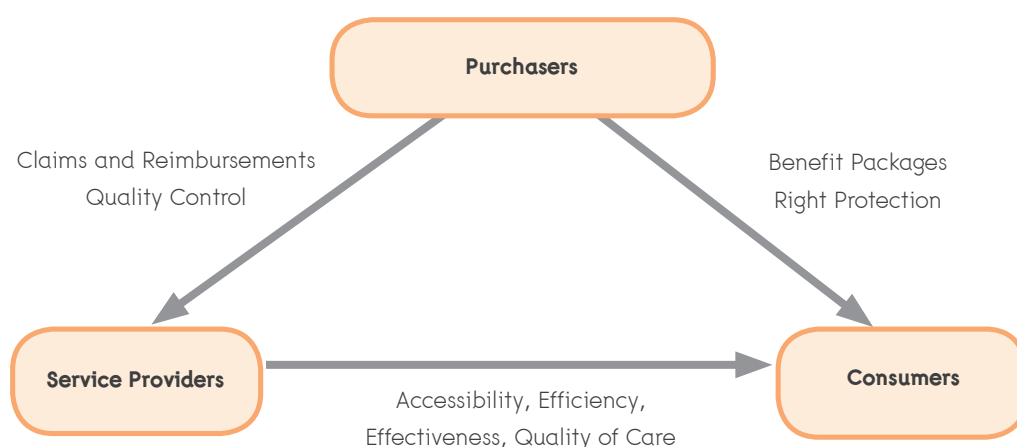 Purchasers
Claims and Reimbursements
Quality Control
Benefit Packages
Right Protection
Service Providers
Consumers
Accessibility, Efficiency,
Effectiveness, Quality of Care